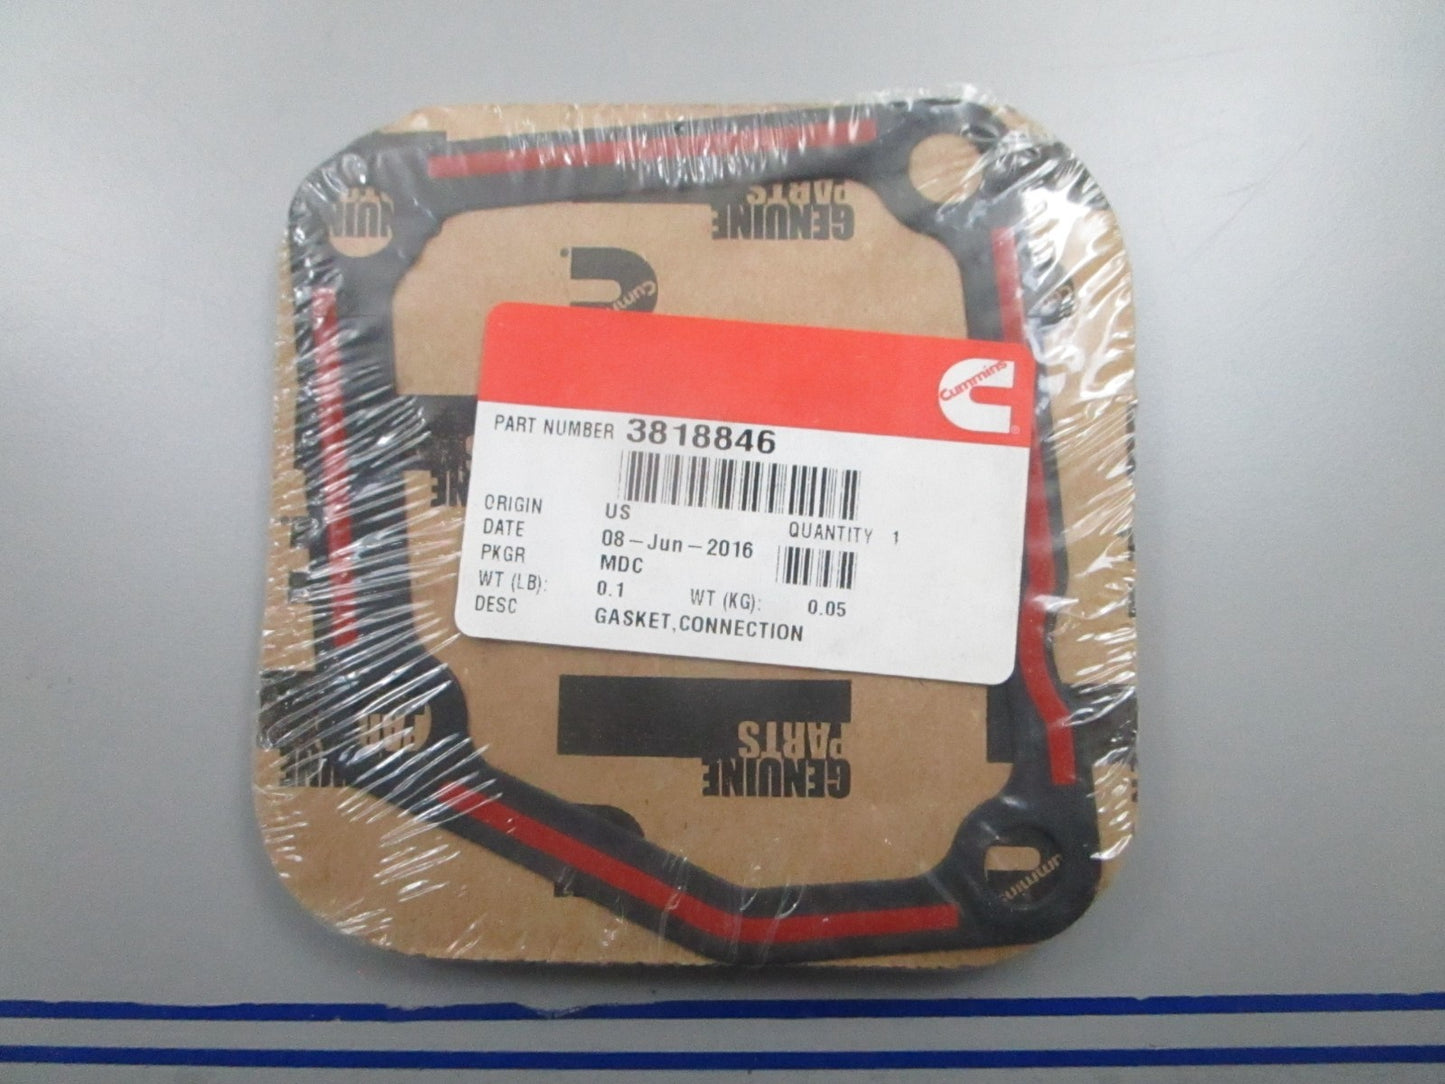 PARTS
GENUINE
NUIN
Cummins
Cummins
PART NUMBER 3818846
ORIGIN US QUANTITY 1
DATE 08-Jun-2016
PKGR MDC
WT (LB): 0.1 WT (KG): 0.05
DESC GASKET,CONNECTION
PARTS
GENUINE
Cummins